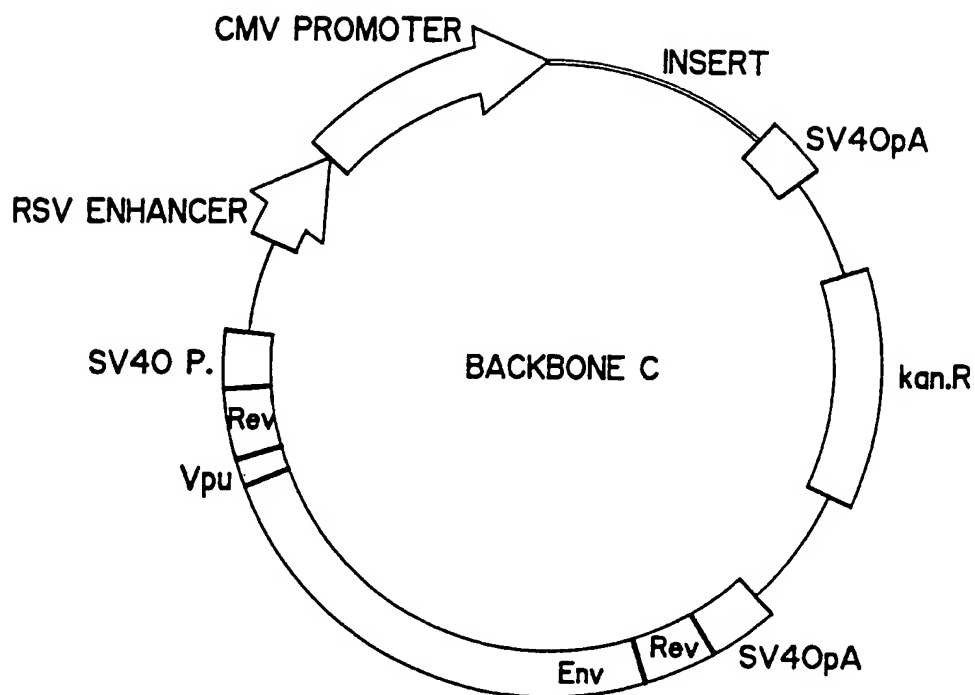 CMV PROMOTER
INSERT
SV40pA
RSV ENHANCER
SV40 P.
BACKBONE C
kan.R
Rev
Vpu
Env
Rev
SV40pA